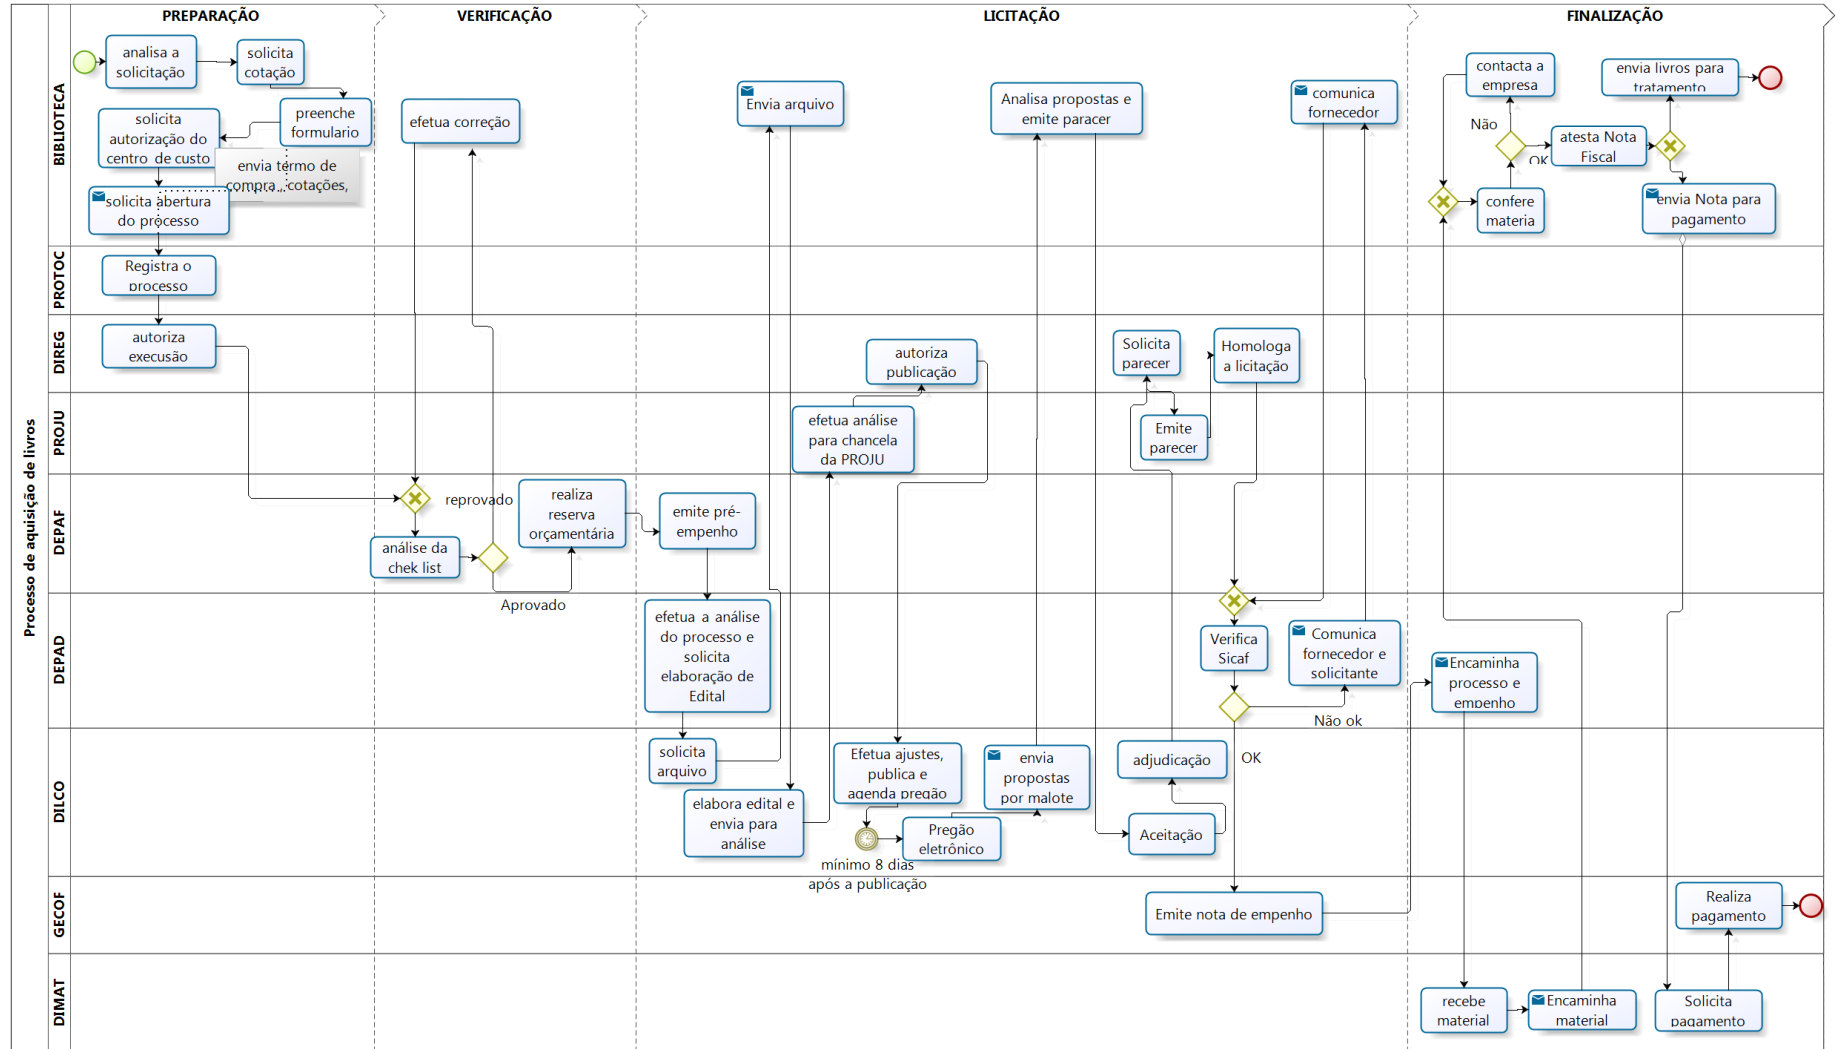 PREPARAÇÃO
VERIFICAÇÃO
LICITAÇÃO
FINALIZAÇÃO
Processo de aquisição de livros
BIBLIOTECA
analisa a
solicitação
solicita
cotação
preenche
formulario
solicita
autorização do
centro de custo
envia termo de
compra, cotações,
solicita abertura
do processo
efetua correção
Envia arquivo
Analisa propostas e
emite paracer
comunica
fornecedor
contacta a
empresa
Não
OK
confere
materia
atesta Nota
Fiscal
envia livros para
tratamento
envia Nota para
pagamento
PROTOC
Registra o
processo
DIREG
autoriza
execusão
autoriza
publicação
Solicita
parecer
Homologa
a licitação
PROJU
efetua análise
para chancela
da PROJU
Emite
parecer
DEPAF
reprovado
análise da
chek list
Aprovado
realiza
reserva
orçamentária
emite pré-
empenho
DEPAD
efetua a análise
do processo e
solicita
elaboração de
Edital
Verifica
Sicaf
Comunica
fornecedor e
solicitante
Não ok
OK
Encaminha
processo e
empenho
DILCO
solicita
arquivo
elabora edital e
envia para
análise
Efetua ajustes,
publica e
agenda pregão
mínimo 8 dias
após a publicação
Pregão
eletrônico
envia
propostas
por malote
Aceitação
adjudicação
GECOF
Emite nota de empenho
Realiza
pagamento
DIMAT
recebe
material
Encaminha
material
Solicita
pagamento